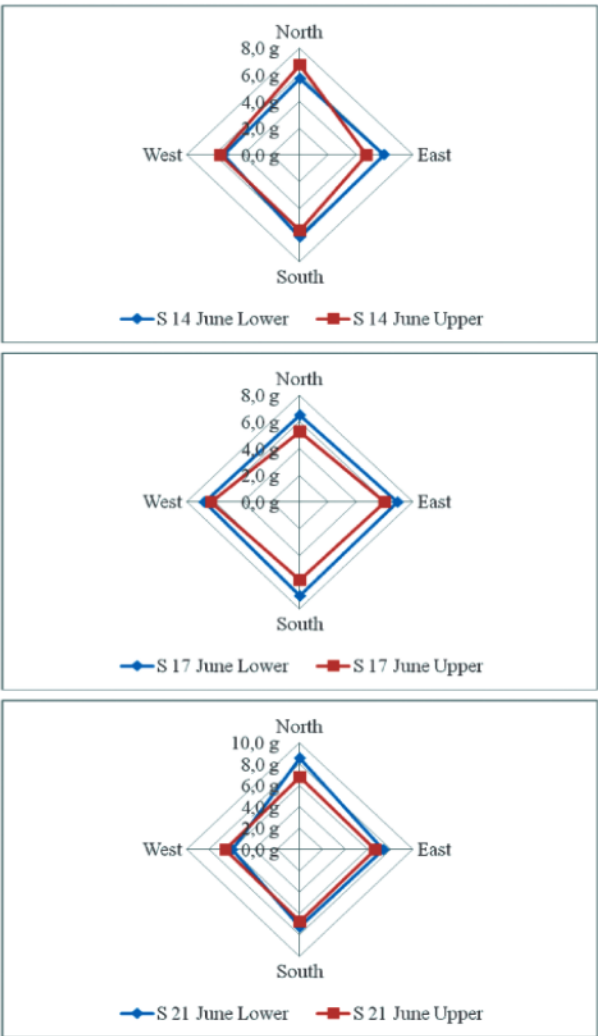 North
8,0 g
6,0 g
4,0 g
2,0 g
West 0,0 g East
South
S 14 June Lower S 14 June Upper
North
8,0 g
6,0 g
4,0 g
2,0 g
West 0,0 g East
South
S 17 June Lower S 17 June Upper
North
10,0 g
8,0 g
6,0 g
4,0 g
2,0 g
West 0,0 g East
South
S 21 June Lower S 21 June Upper